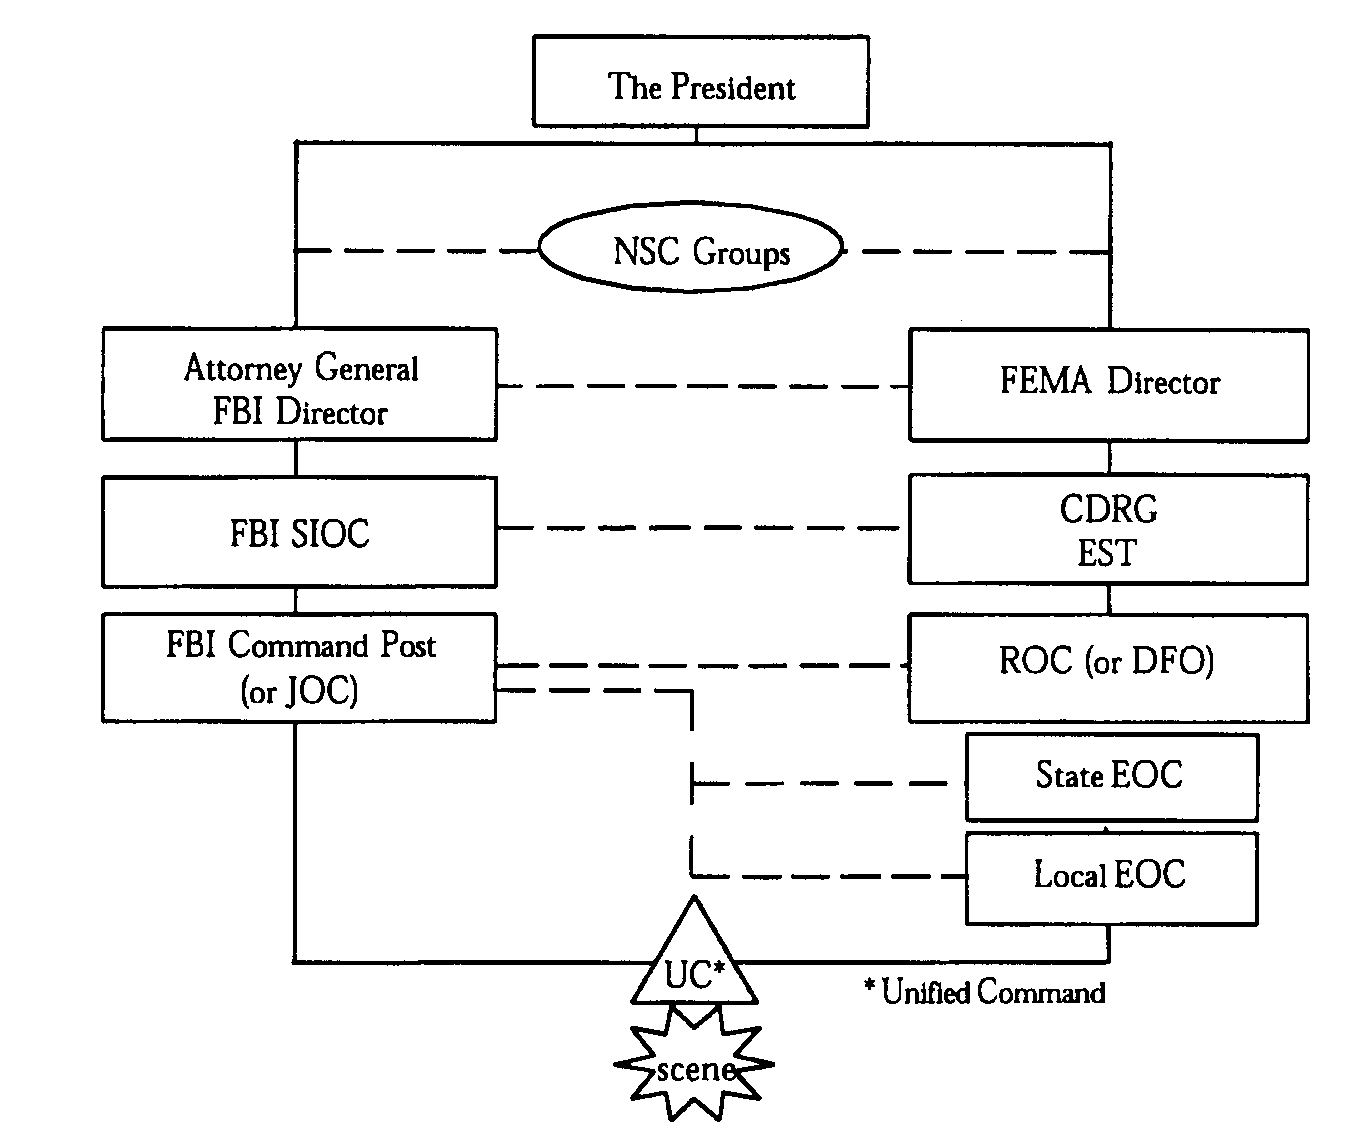 The President
NSC Groups
Attorney General
FBI Director
FEMA Director
FBI SIOC
CDRG
EST
FBI Command Post
(or JOC)
ROC (or DFO)
State EOC
Local EOC
UC*
* Unified Command
scene